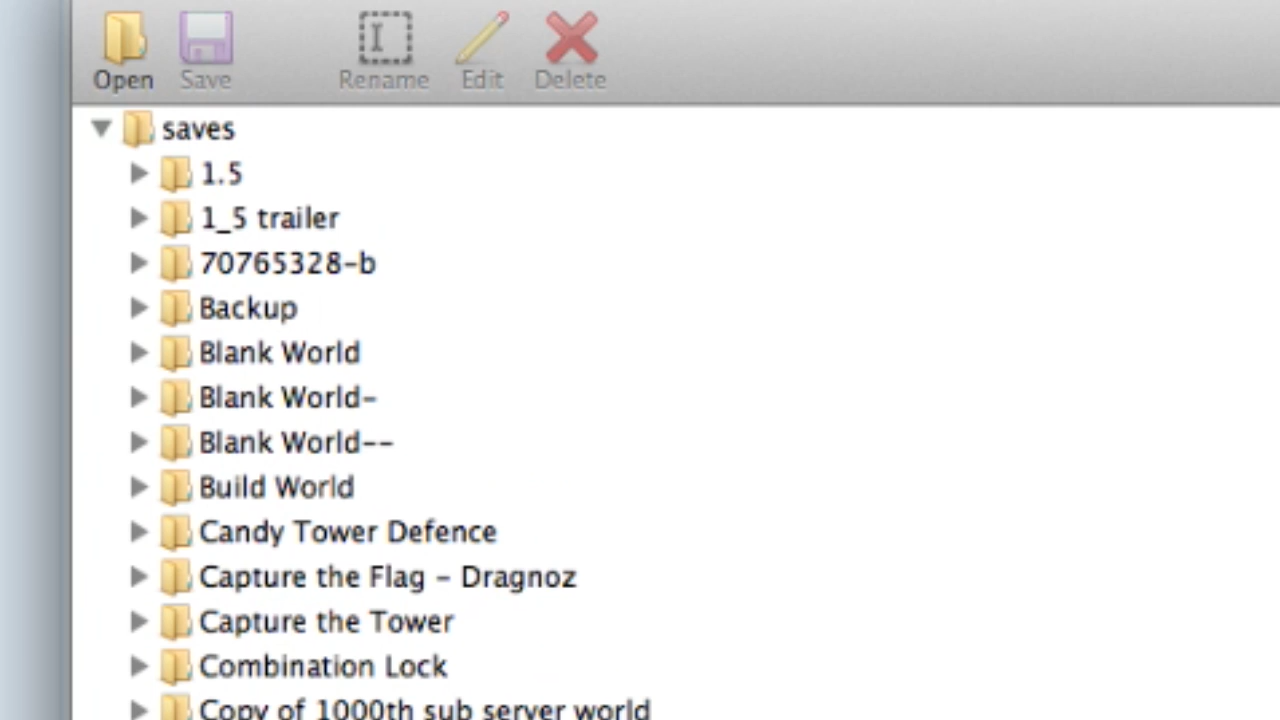 Open Save Rename Edit Delete
saves
1.5
1_5 trailer
70765328-b
Backup
Blank World
Blank World-
Blank World--
Build World
Candy Tower Defence
Capture the Flag - Dragnoz
Capture the Tower
Combination Lock
Copy of 1000th sub server world